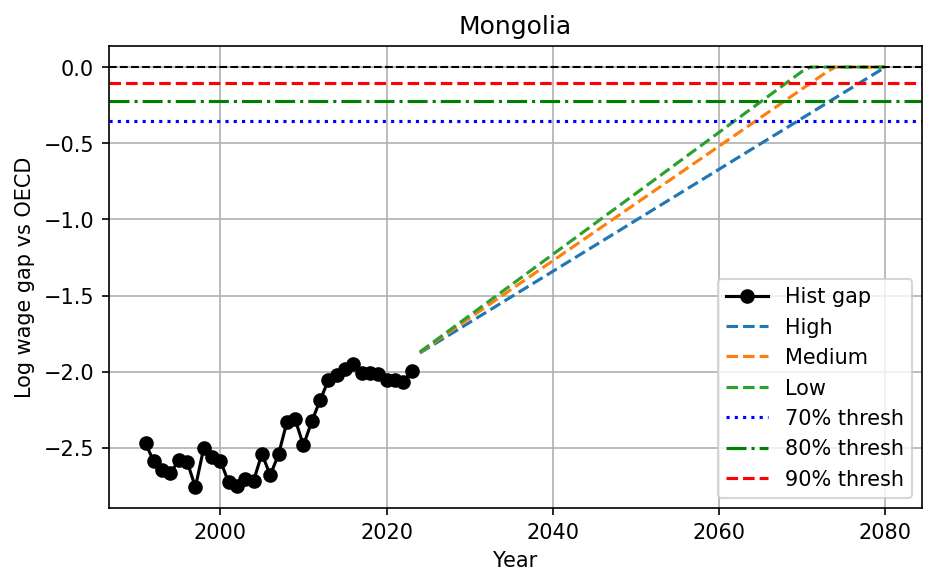 Mongolia
Log wage gap vs OECD
0.0
−0.5
−1.0
−1.5
−2.0
−2.5
Hist gap
High
Medium
Low
70% thresh
80% thresh
90% thresh
2000
2020
2040
2060
2080
Year